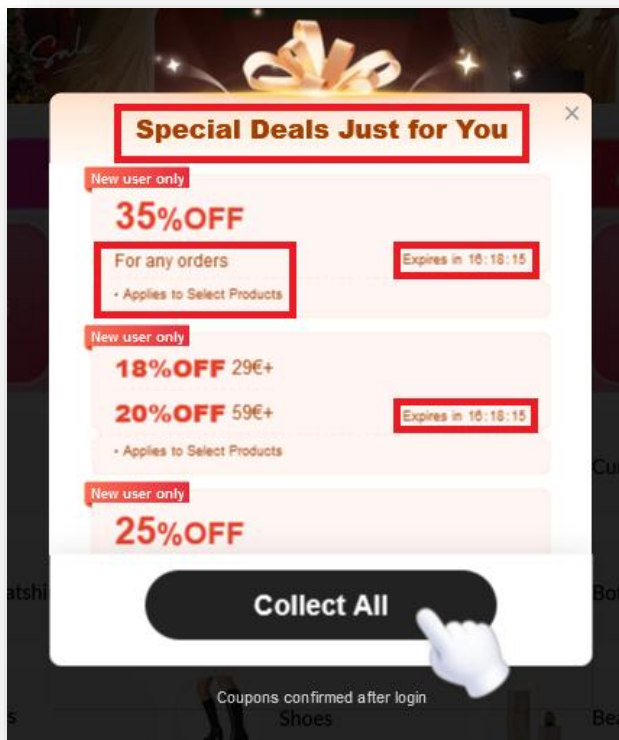 Sale
Special Deals Just for You
New user only
35%OFF
For any orders
Expires in 16:18:15
• Applies to Select Products
New user only
18%OFF 29€+
20%OFF 59€+
Expires in 16:18:15
• Applies to Select Products
New user only
25%OFF
Collect All
Coupons confirmed after login
Shoes